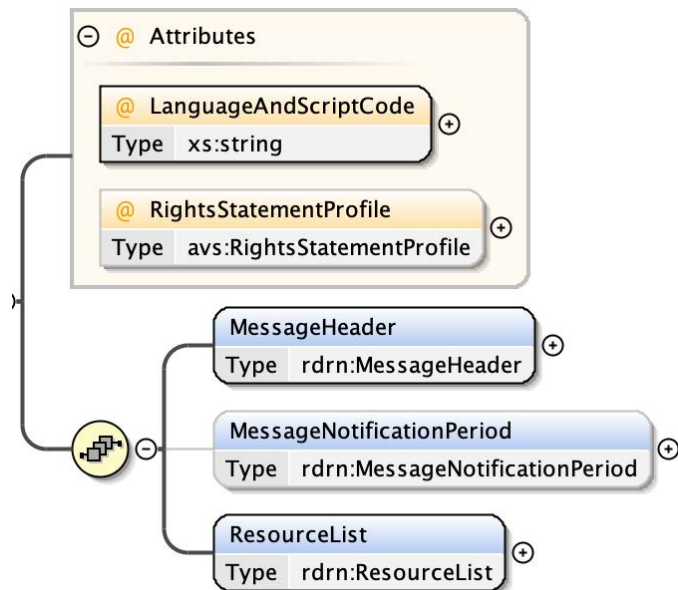 @ Attributes
@ LanguageAndScriptCode
Type xs:string
@ RightsStatementProfile
Type avs:RightsStatementProfile
MessageHeader
Type rdrn:MessageHeader
MessageNotificationPeriod
Type rdrn:MessageNotificationPeriod
ResourceList
Type rdrn:ResourceList